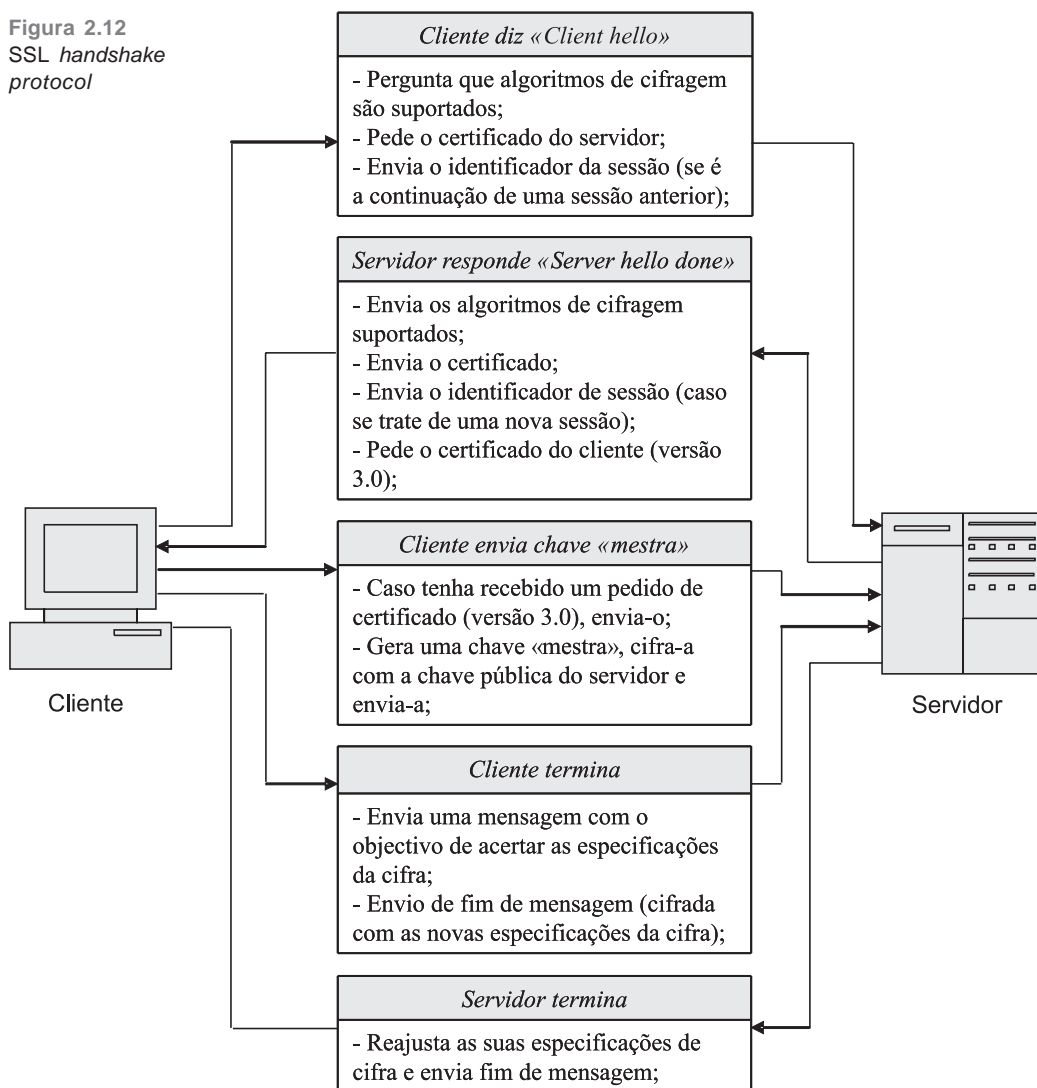 Figura 2.12
SSL handshake
protocol
Cliente diz «Client hello»
- Pergunta que algoritmos de cifragem
são suportados;
- Pede o certificado do servidor;
- Envia o identificador da sessão (se é
a continuação de uma sessão anterior);
Servidor responde «Server hello done»
- Envia os algoritmos de cifragem
suportados;
- Envia o certificado;
- Envia o identificador de sessão (caso
se trate de uma nova sessão);
- Pede o certificado do cliente (versão
3.0);
Cliente envia chave «mestra»
- Caso tenha recebido um pedido de
certificado (versão 3.0), envia-o;
- Gera uma chave «mestra», cifra-a
com a chave pública do servidor e
envia-a;
Cliente
Servidor
Cliente termina
- Envia uma mensagem com o
objectivo de acertar as especificações
da cifra;
- Envio de fim de mensagem (cifrada
com as novas especificações da cifra);
Servidor termina
- Reajusta as suas especificações de
cifra e envia fim de mensagem;